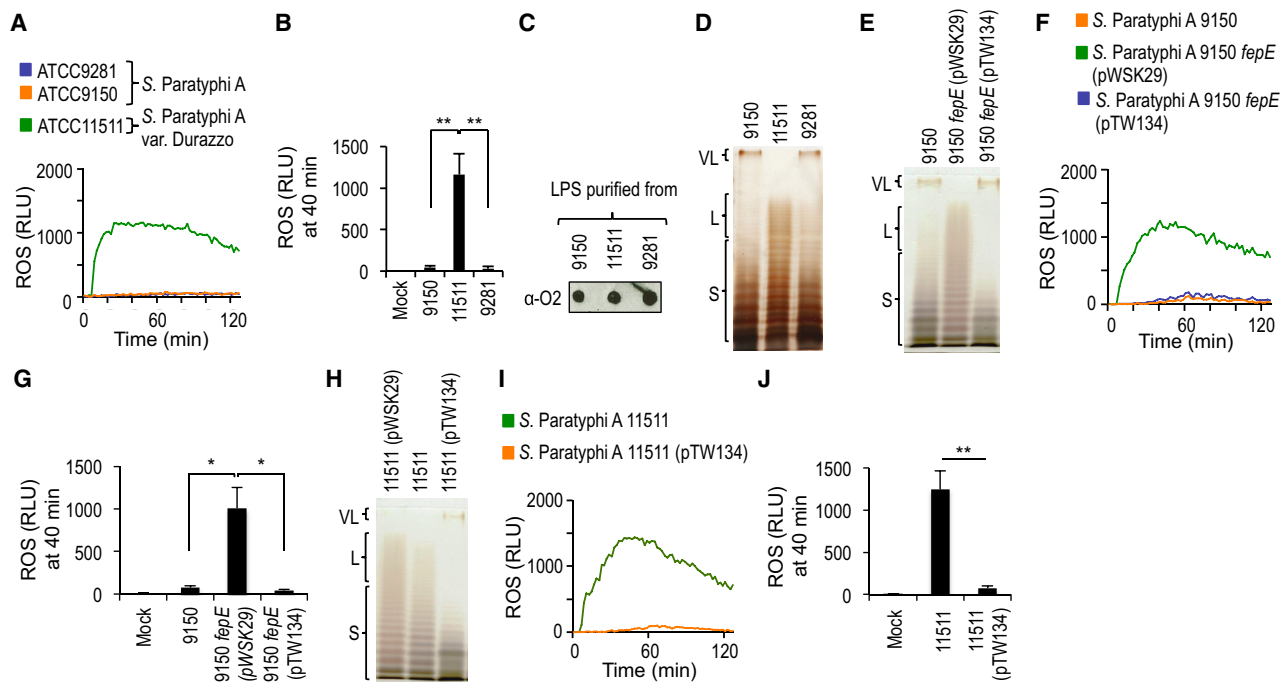 A
ATCC9281
ATCC9150
S. Paratyphi A
ATCC11511
S. Paratyphi A
var. Durazzo
ROS (RLU)
2000
1000
0
0 60 120
Time (min)
B
** **
ROS (RLU)
at 40 min
1500
1000
500
0
Mock
9150
11511
9281
C
LPS purified from
9150
11511
9281
α-O2
D
9150
11511
9281
VL
L
S
E
9150
9150 fepE (pWSK29)
9150 fepE (pTW134)
VL
L
S
F
S. Paratyphi A 9150
S. Paratyphi A 9150 fepE
(pWSK29)
S. Paratyphi A 9150 fepE
(pTW134)
ROS (RLU)
2000
1000
0
0 60 120
Time (min)
G
* *
ROS (RLU)
at 40 min
1500
1000
500
0
Mock
9150
9150 fepE
(pWSK29)
9150 fepE
(pTW134)
H
11511 (pWSK29)
11511
11511 (pTW134)
VL
L
S
I
S. Paratyphi A 11511
S. Paratyphi A 11511 (pTW134)
ROS (RLU)
2000
1000
0
0 60 120
Time (min)
J
**
ROS (RLU)
at 40 min
1500
1000
500
0
Mock
11511
11511
(pTW134)